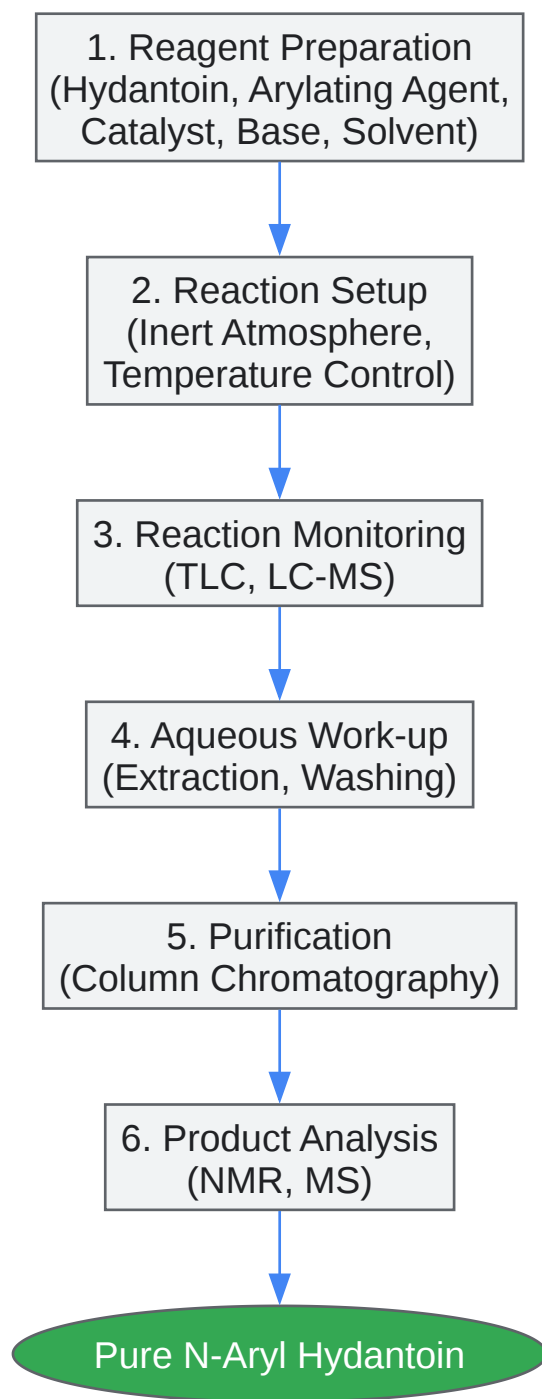 1. Reagent Preparation
(Hydantoin, Arylating Agent,
Catalyst, Base, Solvent)
2. Reaction Setup
(Inert Atmosphere,
Temperature Control)
3. Reaction Monitoring
(TLC, LC-MS)
4. Aqueous Work-up
(Extraction, Washing)
5. Purification
(Column Chromatography)
6. Product Analysis
(NMR, MS)
Pure N-Aryl Hydantoin